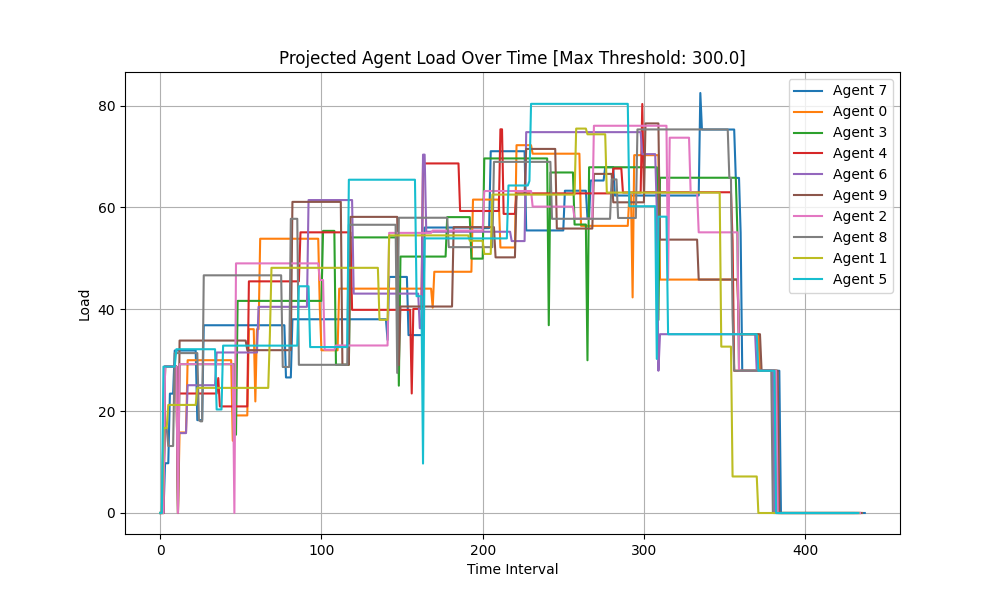 Projected Agent Load Over Time [Max Threshold: 300.0]
Agent 7
Agent 0
Agent 3
Agent 4
Agent 6
Agent 9
Agent 2
Agent 8
Agent 1
Agent 5
Load
80
60
40
20
0
0 100 200 300 400
Time Interval